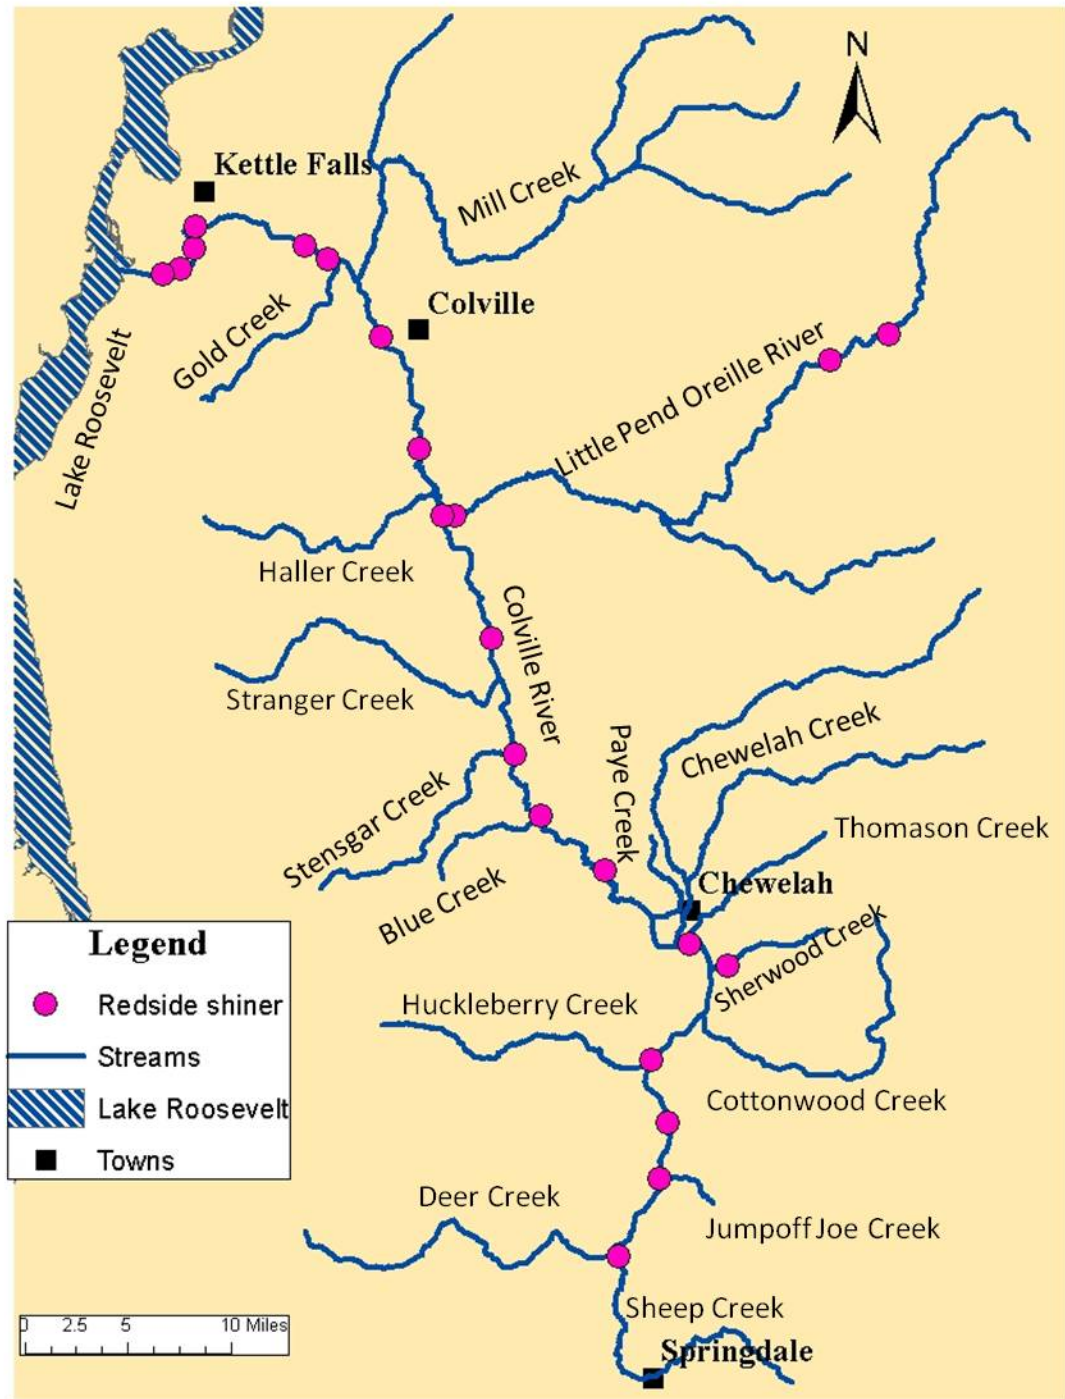 N
Kettle Falls
Mill Creek
Colville
Gold Creek
Lake Roosevelt
Little Pend Oreille River
Haller Creek
Colville River
Stranger Creek
Paye Creek
Chewelah Creek
Stensgar Creek
Thomason Creek
Blue Creek
Chewelah
Sherwood Creek
Huckleberry Creek
Cottonwood Creek
Deer Creek
Jumpoff Joe Creek
Sheep Creek
Springdale
Legend
Redside shiner
Streams
Lake Roosevelt
Towns
0 2.5 5 10 Miles